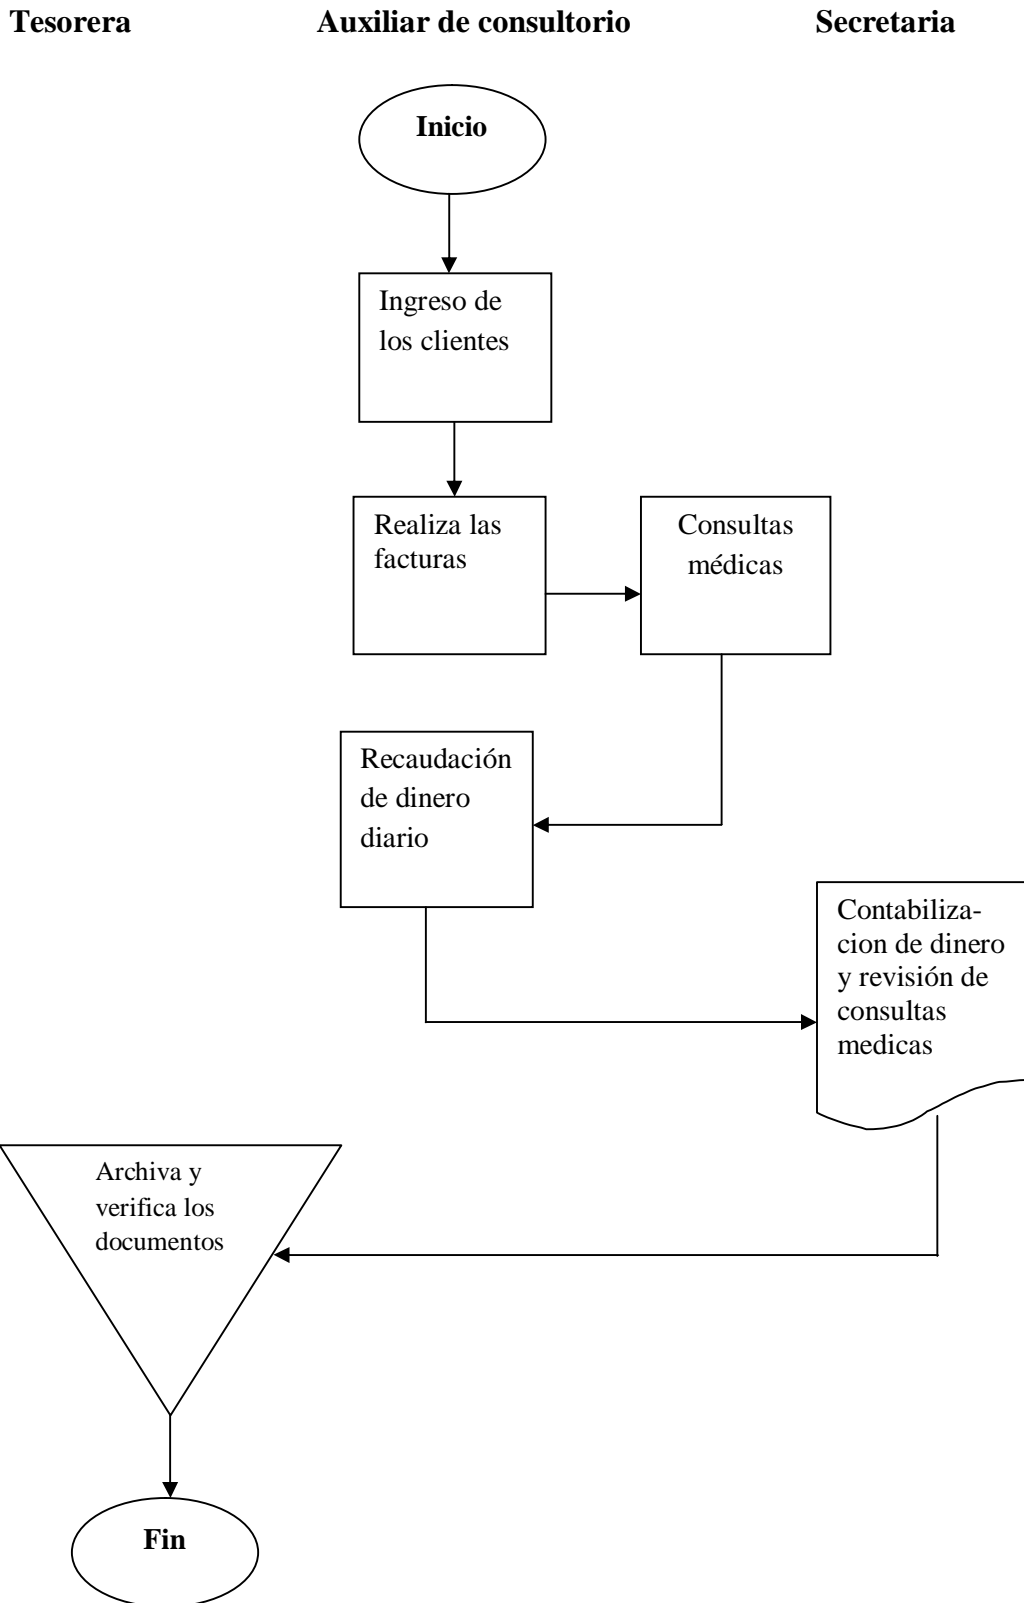 Tesorera Auxiliar de consultorio Secretaria
Inicio
Ingreso de
los clientes
Realiza las
facturas
Consultas
médicas
Recaudación
de dinero
diario
Contabiliza-
cion de dinero
y revisión de
consultas
medicas
Archiva y
verifica los
documentos
Fin